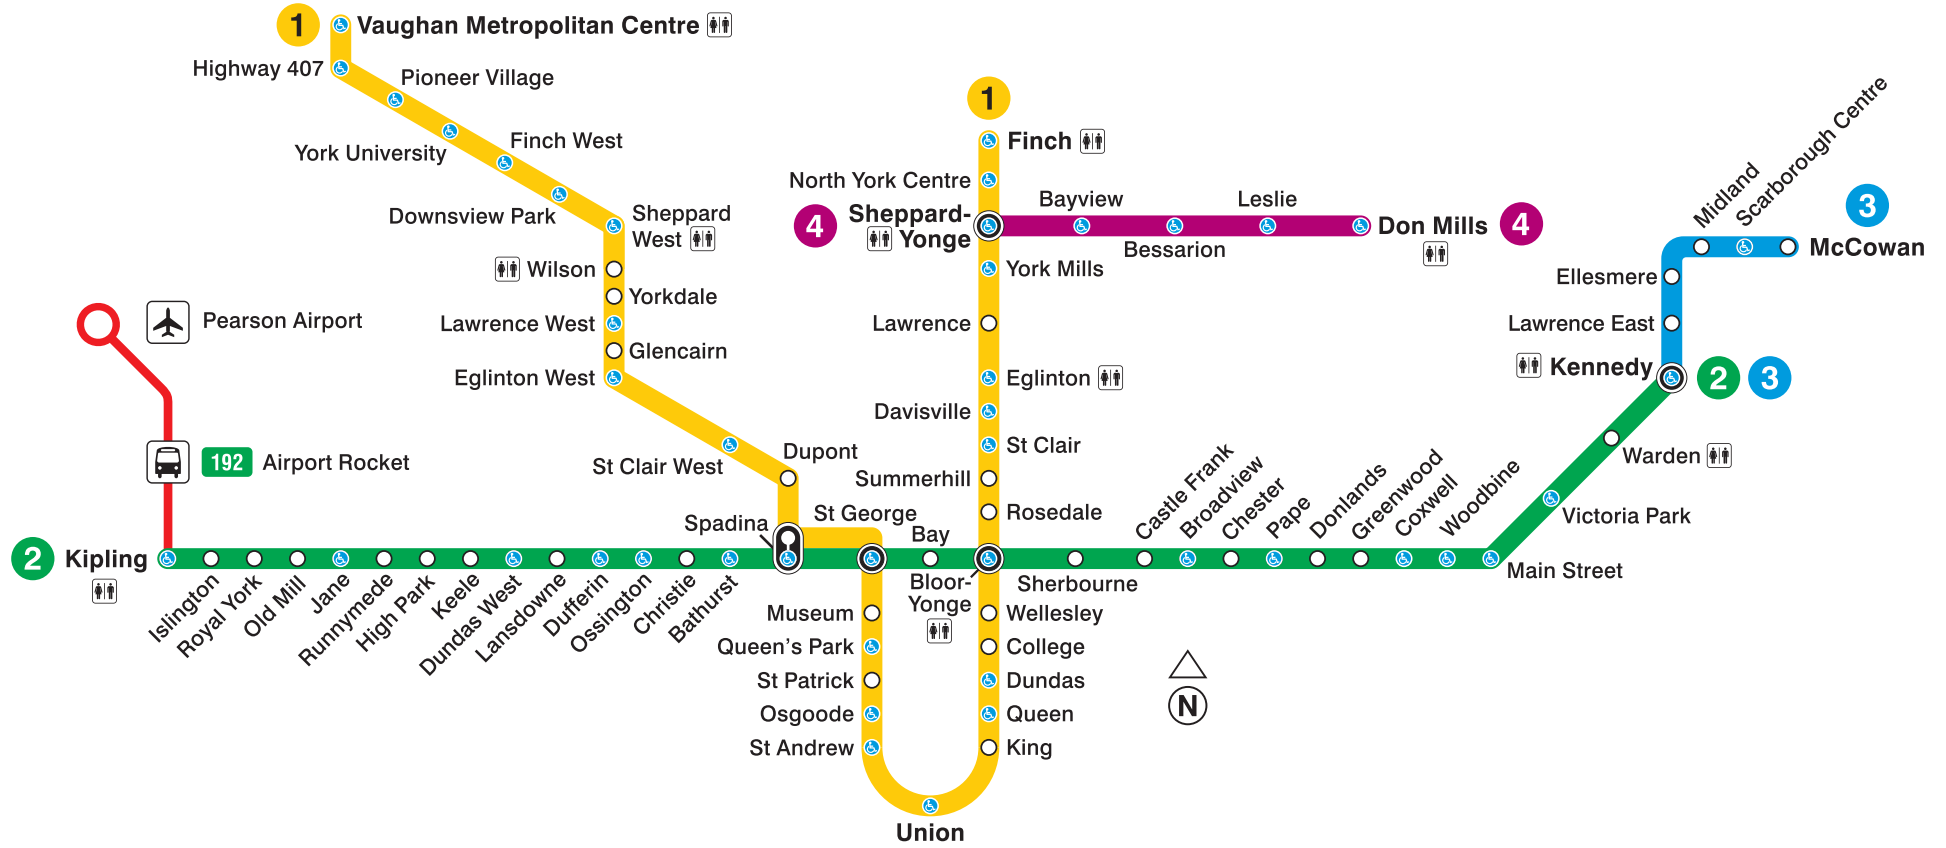 1
Vaughan Metropolitan Centre
Highway 407
Pioneer Village
York University
Finch West
Downsview Park
Sheppard
West
Wilson
Yorkdale
Lawrence West
Glencairn
Eglinton West
St Clair West
Dupont
Spadina
St George
Museum
Queen's Park
St Patrick
Osgoode
St Andrew
Union
1
Finch
North York Centre
4
Sheppard-
Yonge
Bayview
Bessarion
Leslie
Don Mills
4
York Mills
Lawrence
Eglinton
Davisville
St Clair
Summerhill
Rosedale
Bay
Bloor-
Yonge
Wellesley
College
Dundas
Queen
King
Pearson Airport
192
Airport Rocket
2
Kipling
Islington
Royal York
Old Mill
Jane
Runnymede
High Park
Keele
Dundas West
Lansdowne
Dufferin
Ossington
Christie
Bathurst
Sherbourne
Castle Frank
Broadview
Chester
Pape
Donlands
Greenwood
Coxwell
Woodbine
Main Street
Victoria Park
Warden
Kennedy
2
3
Lawrence East
Ellesmere
Midland
Scarborough Centre
McCowan
3
N